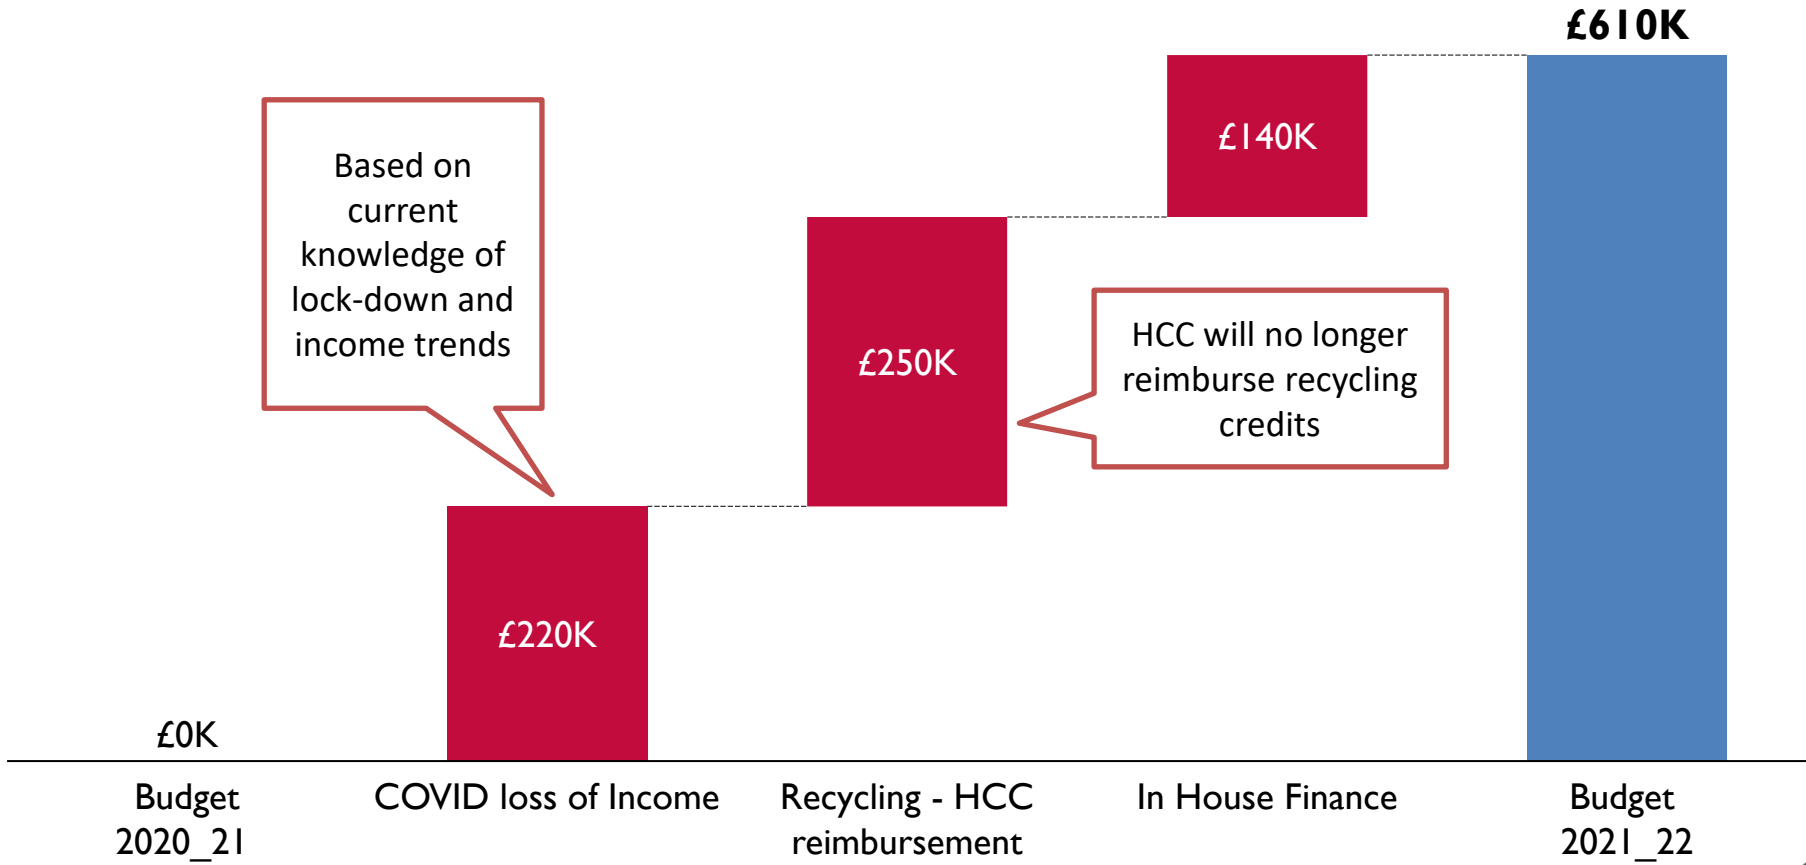 £610K
£140K
Based on
current
knowledge of
lock-down and
income trends
HCC will no longer
reimburse recycling
credits
£250K
£220K
£0K
Budget
2020_21
COVID loss of Income
Recycling - HCC
reimbursement
In House Finance
Budget
2021_22